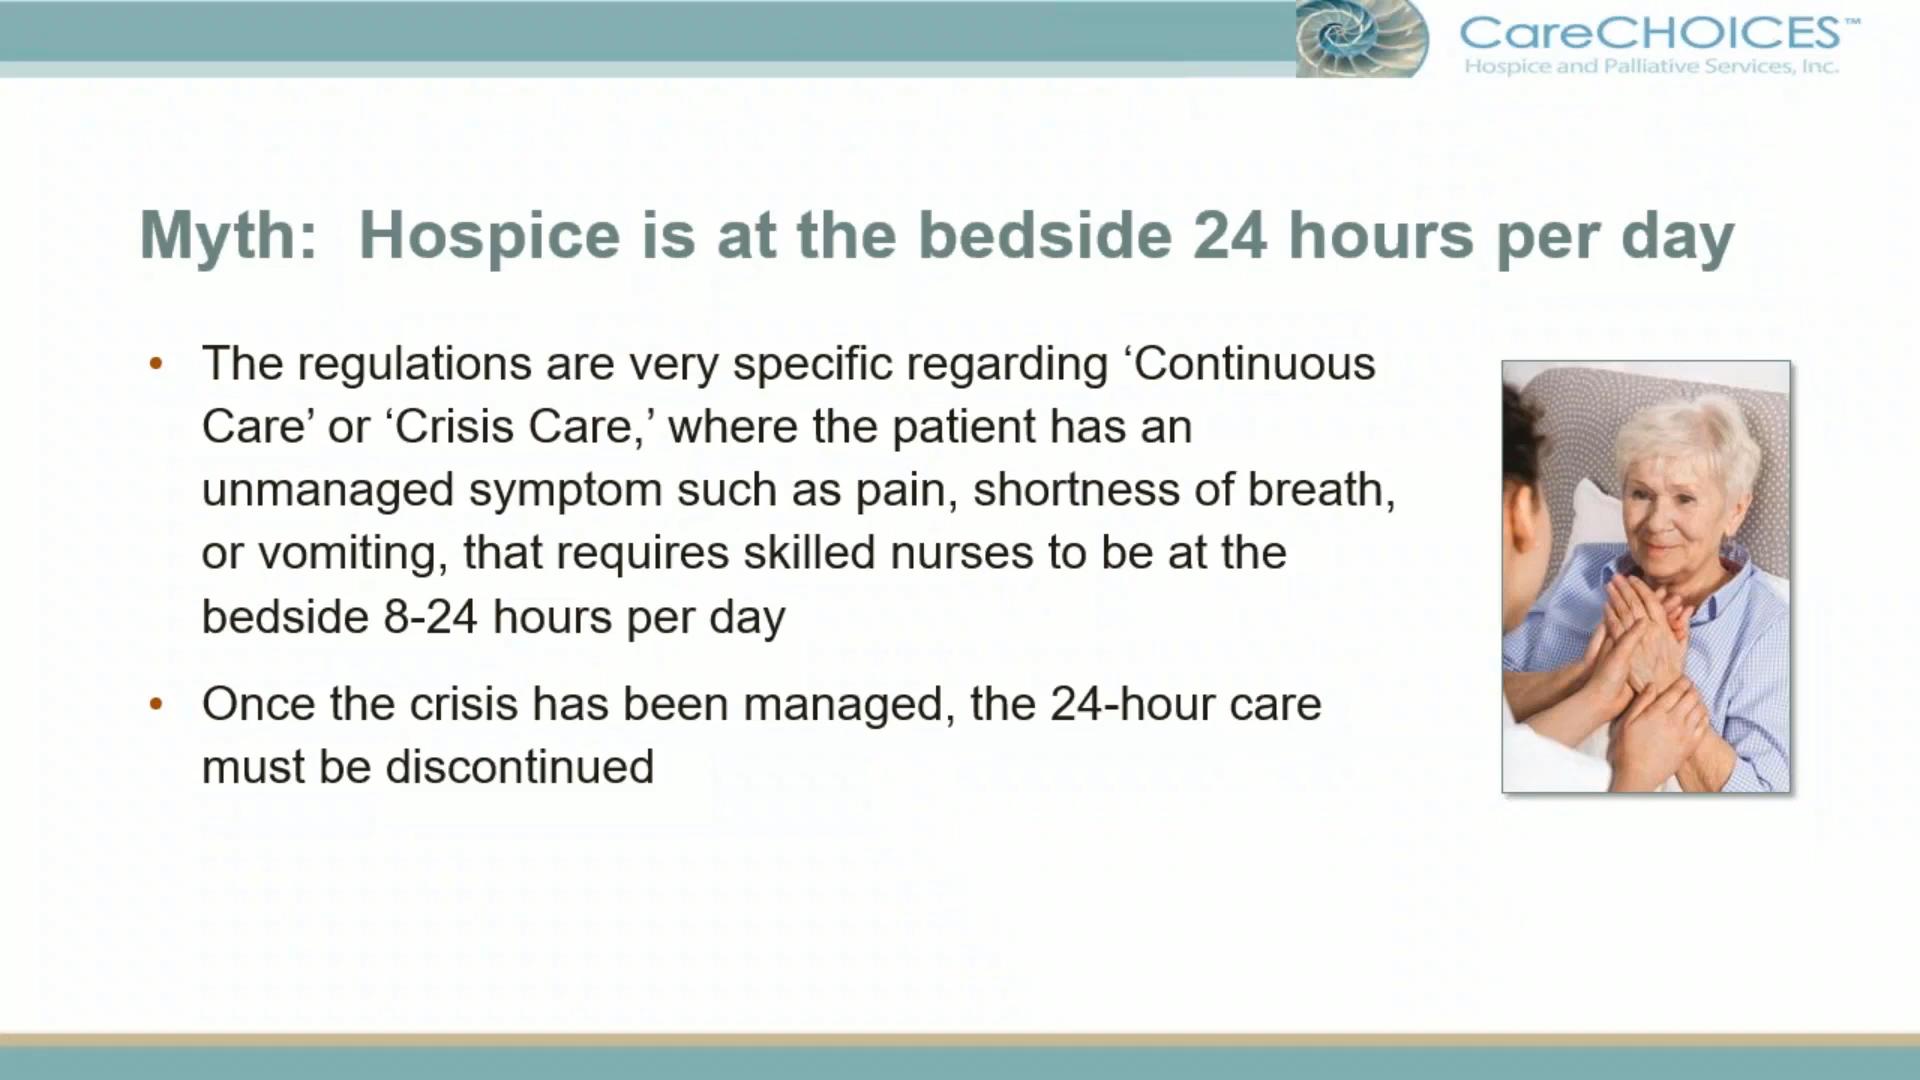 CareCHOICES™
Hospice and Palliative Services, Inc.
Myth: Hospice is at the bedside 24 hours per day
• The regulations are very specific regarding ‘Continuous
Care’ or ‘Crisis Care,’ where the patient has an
unmanaged symptom such as pain, shortness of breath,
or vomiting, that requires skilled nurses to be at the
bedside 8-24 hours per day
• Once the crisis has been managed, the 24-hour care
must be discontinued